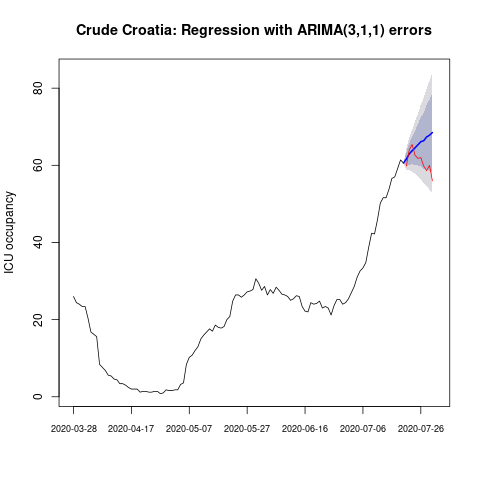 Crude Croatia: Regression with ARIMA(3,1,1) errors
ICU occupancy
80
60
40
20
0
2020-03-28 2020-04-17 2020-05-07 2020-05-27 2020-06-16 2020-07-06 2020-07-26